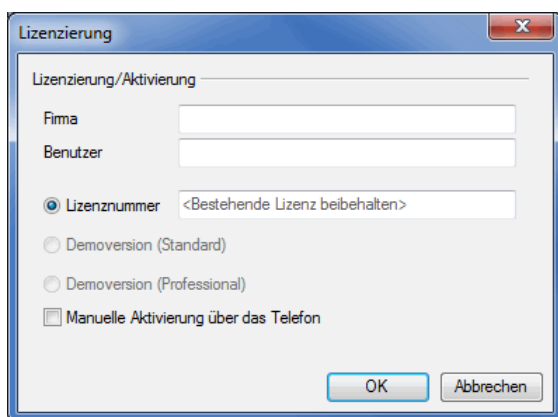 Lizenzierung
Lizenzierung/Aktivierung
Firma
Benutzer
Lizenznummer <Bestehende Lizenz beibehalten>
Demoversion (Standard)
Demoversion (Professional)
Manuelle Aktivierung über das Telefon
OK Abbrechen